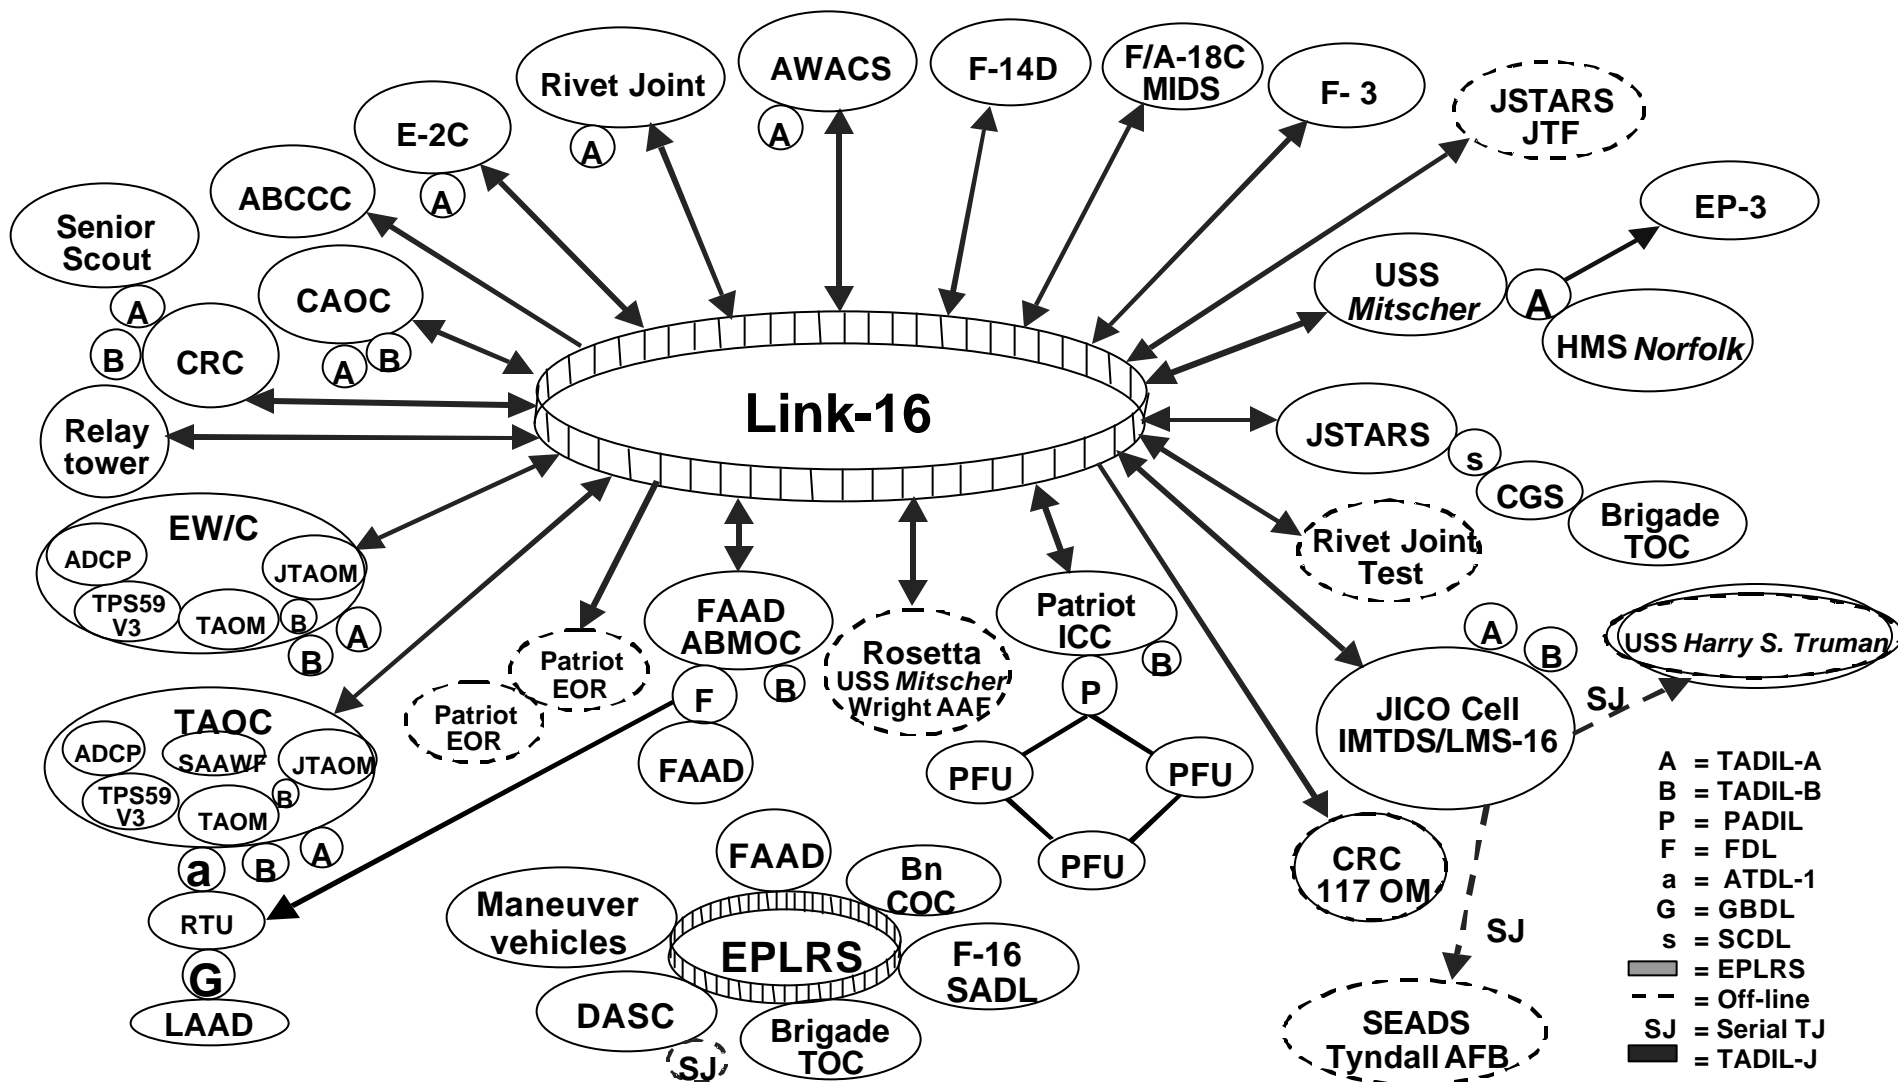 Rivet Joint
A
AWACS
A
F-14D
F/A-18C
MIDS
F- 3
JSTARS
JTF
E-2C
A
ABCCC
Senior
Scout
A
B
CRC
CAOC
A
B
EP-3
USS
Mitscher
A
HMS Norfolk
Link-16
Relay
tower
JSTARS
s
CGS
Brigade
TOC
Rivet Joint
Test
EW/C
ADCP
JTAOM
TPS59
V3
TAOM
B
B
A
TAOC
ADCP
SAAWF
JTAOM
TPS59
V3
TAOM
B
a
B
A
RTU
G
LAAD
Patriot
EOR
Patriot
EOR
FAAD
ABMOC
F
B
FAAD
Rosetta
USS Mitscher
Wright AAF
Patriot
ICC
P
B
PFU
PFU
PFU
A
B
JICO Cell
IMTDS/LMS-16
SJ
USS Harry S. Truman
CRC
117 OM
SJ
SEADS
Tyndall AFB
EPLRS
FAAD
Bn
COC
Maneuver
vehicles
F-16
SADL
DASC
SJ
Brigade
TOC
A = TADIL-A
B = TADIL-B
P = PADIL
F = FDL
a = ATDL-1
G = GBDL
s = SCDL
= EPLRS
= Off-line
SJ = Serial TJ
= TADIL-J